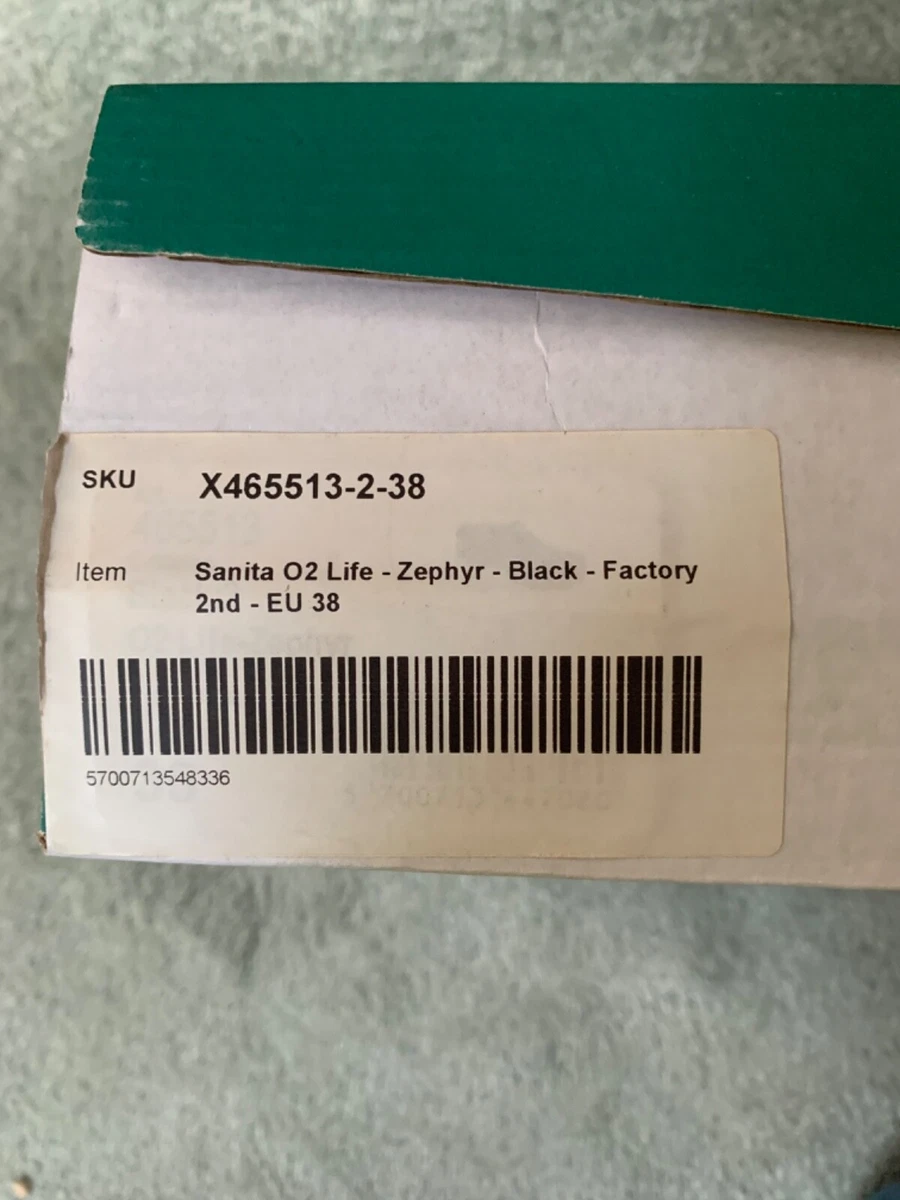 SKU X465513-2-38
Item Sanita O2 Life - Zephyr - Black - Factory
2nd - EU 38
5700713548336